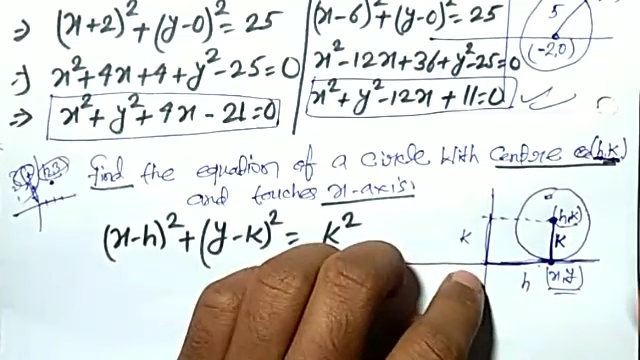 ⇒ (x+2)²+(y-0)²=25
⇒ x²+4x+4+y²-25=0
⇒ x²+y²+4x-21=0
(x-6)²+(y-0)²=25
x²-12x+36+y²-25=0
x²+y²-12x+11=0
5
(-2,0)
Find the equation of a circle with centre (h,k)
and touches x-axis.
(x-h)²+(y-k)²= k²
(h,k)
k
k
h
(x,y)